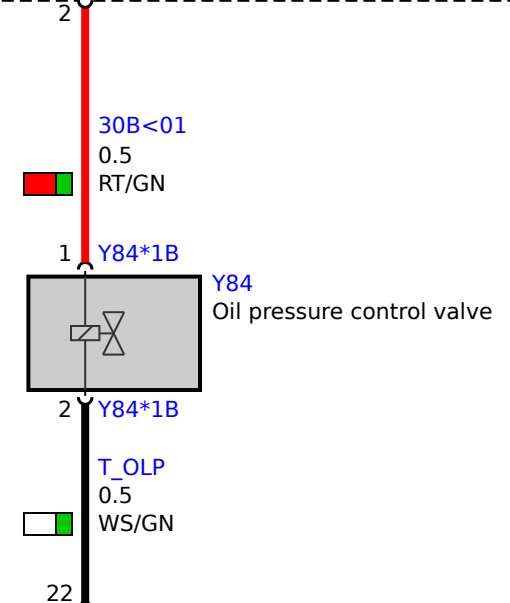 2
30B<01
0.5
RT/GN
1 Y84*1B
Y84
Oil pressure control valve
2 Y84*1B
T_OLP
0.5
WS/GN
22